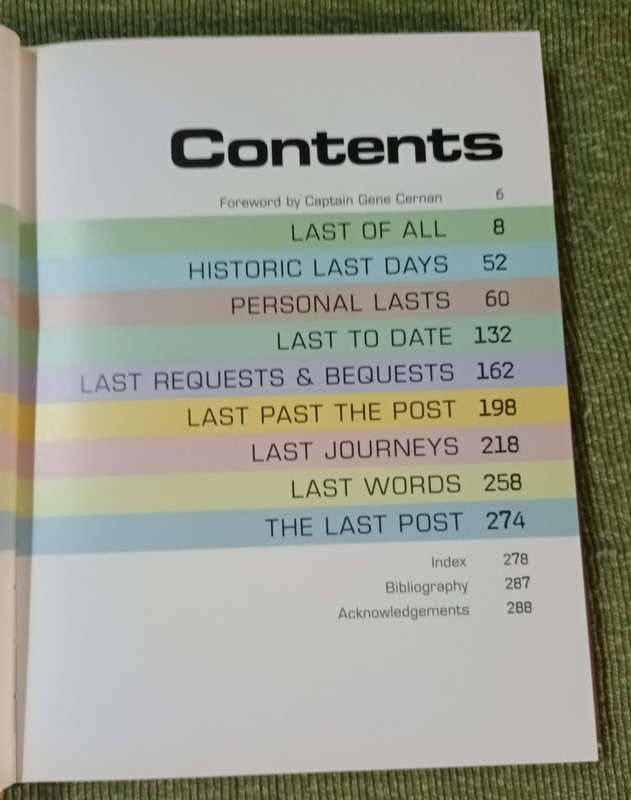 Contents
Foreword by Captain Gene Cernan 6
LAST OF ALL 8
HISTORIC LAST DAYS 52
PERSONAL LASTS 60
LAST TO DATE 132
LAST REQUESTS & BEQUESTS 162
LAST PAST THE POST 198
LAST JOURNEYS 218
LAST WORDS 258
THE LAST POST 274
Index 278
Bibliography 287
Acknowledgements 288